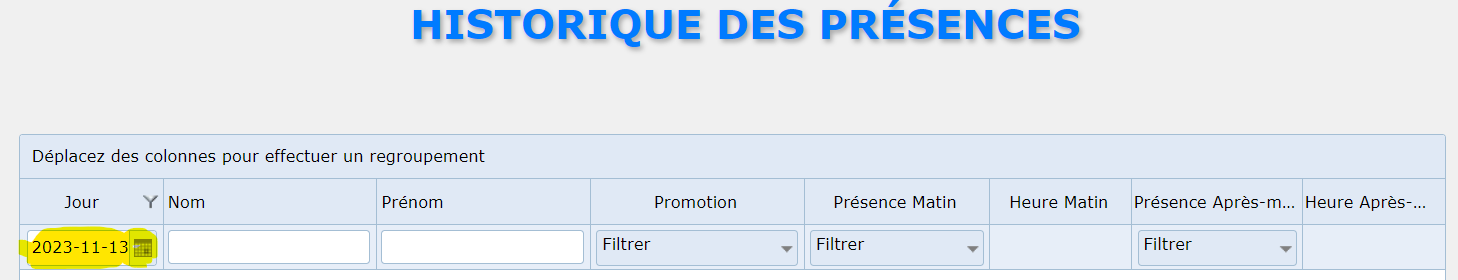 HISTORIQUE DES PRÉSENCES
Déplacez des colonnes pour effectuer un regroupement
Jour Nom Prénom Promotion Présence Matin Heure Matin Présence Après-m... Heure Après-...
2023-11-13 Filtrer Filtrer Filtrer